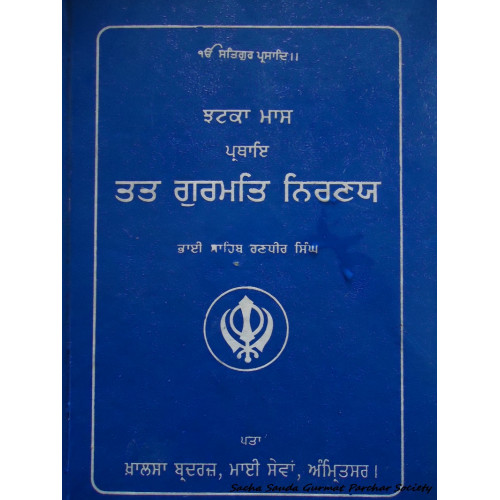 ੴ ਸਤਿਗੁਰ ਪ੍ਰਸਾਦਿ।।
ਝਟਕਾ ਮਾਸ
ਪ੍ਰਥਾਇ
ਤਤ ਗੁਰਮਤਿ ਨਿਰਣਯ
ਭਾਈ ਸਾਹਿਬ ਰਣਧੀਰ ਸਿੰਘ
ਪਤਾ
ਖ਼ਾਲਸਾ ਬ੍ਰਦਰਜ਼, ਮਾਈ ਸੇਵਾਂ, ਅੰਮ੍ਰਿਤਸਰ।
Sacha Sauda Gurmat Parchar Society